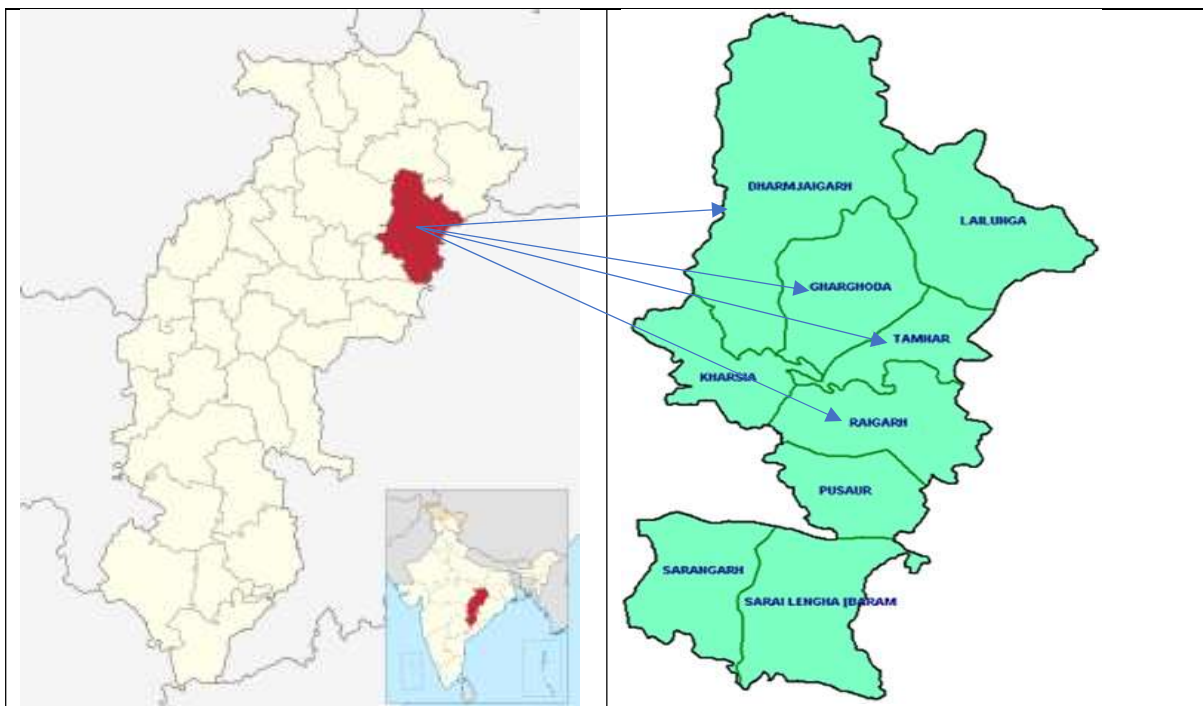 DHARMJAIGARH
LAILUNGA
GHARGHODA
TAMNAR
KHARSIA
RAIGARH
PUSAUR
SARANGARH
SARAI LENGHA [BARAM